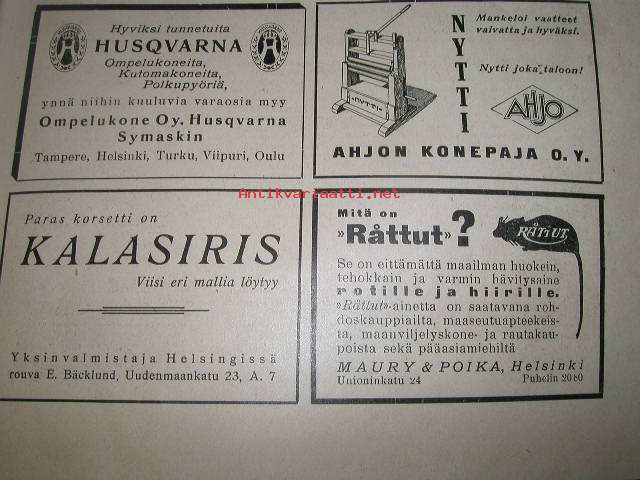 Hyviksi tunnetuita
HUSQVARNA
Ompelukoneita,
Kutomakoneita,
Polkupyöriä,
ynnä niihin kuuluvia varaosia myy
Ompelukone Oy. Husqvarna
Symaskin
Tampere, Helsinki, Turku, Viipuri, Oulu
NYTTI
NYTTI
Mankeloi vaatteet
vaivatta ja hyväksi.
Nytti joka taloon!
AHJO
AHJON KONEPAJA O.Y.
Antikvariaatti.net
Paras korsetti on
KALASIRIS
Viisi eri mallia löytyy
Yksinvalmistaja Helsingissä
rouva E. Bäcklund, Uudenmaankatu 23, A. 7
Mitä on
»Råttut»?
RÅTTUT
Se on eittämättä maailman huokein,
tehokkain ja varmin hävitysaine
rotille ja hiirille.
»Råttut»-ainetta on saatavana roh-
doskauppiailta, maaseutuapteekeis-
ta, maanviljelyskone- ja rautakau-
poista sekä pääasiamiehiltä
MAURY & POIKA, Helsinki
Unioninkatu 24 Puhelin 2080